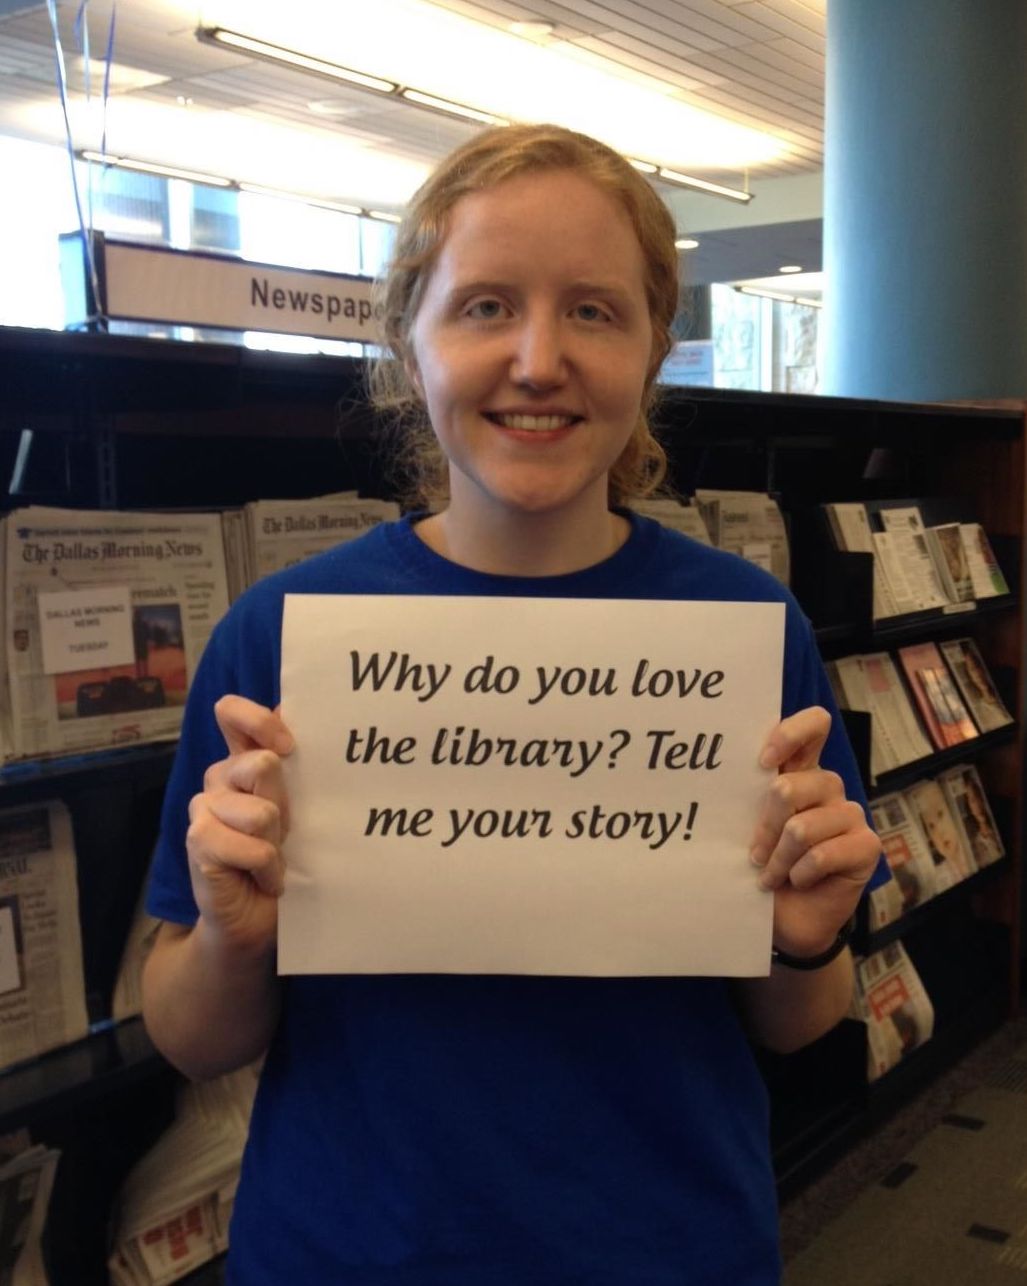 Newspap
The Dallas Morning News
The Dallas Morning News
DALLAS MORNING
NEWS
TUESDAY
Why do you love
the library? Tell
me your story!